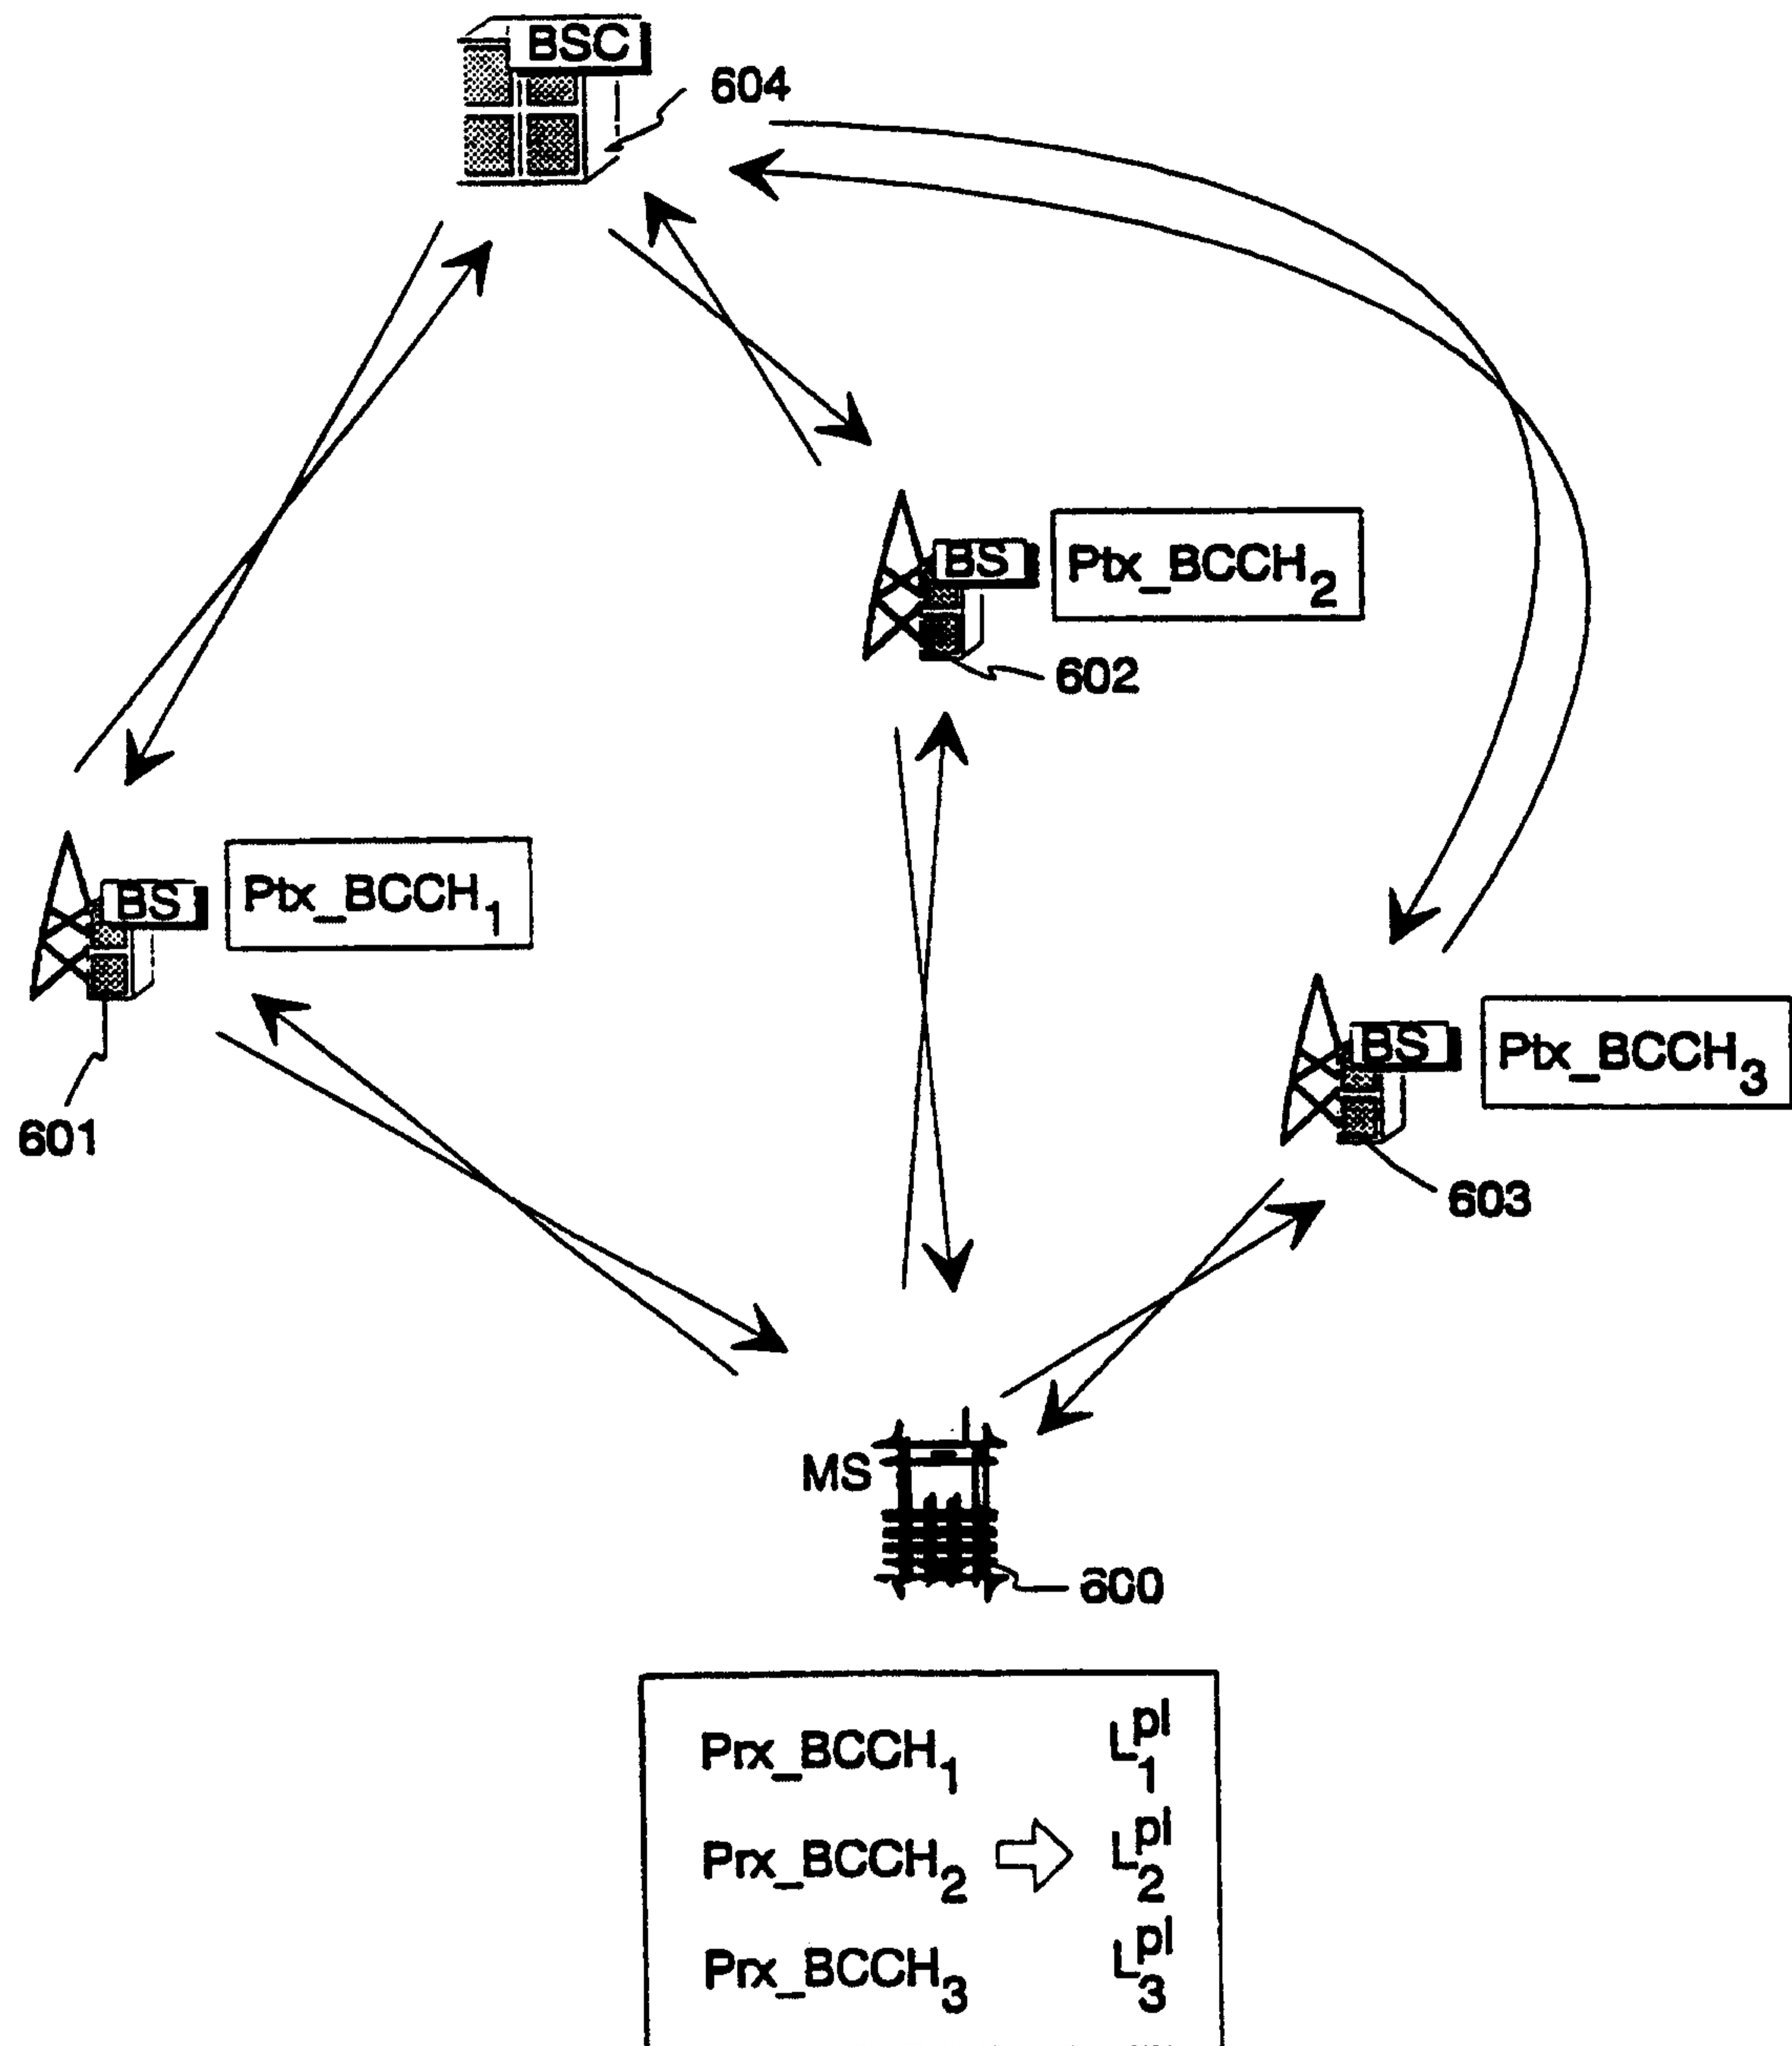 BSC
604
BS
Ptx_BCCH2
602
BS
Ptx_BCCH1
601
BS
Ptx_BCCH3
603
MS
600
Prx_BCCH1 L1pl
Prx_BCCH2 L2pl
Prx_BCCH3 L3pl